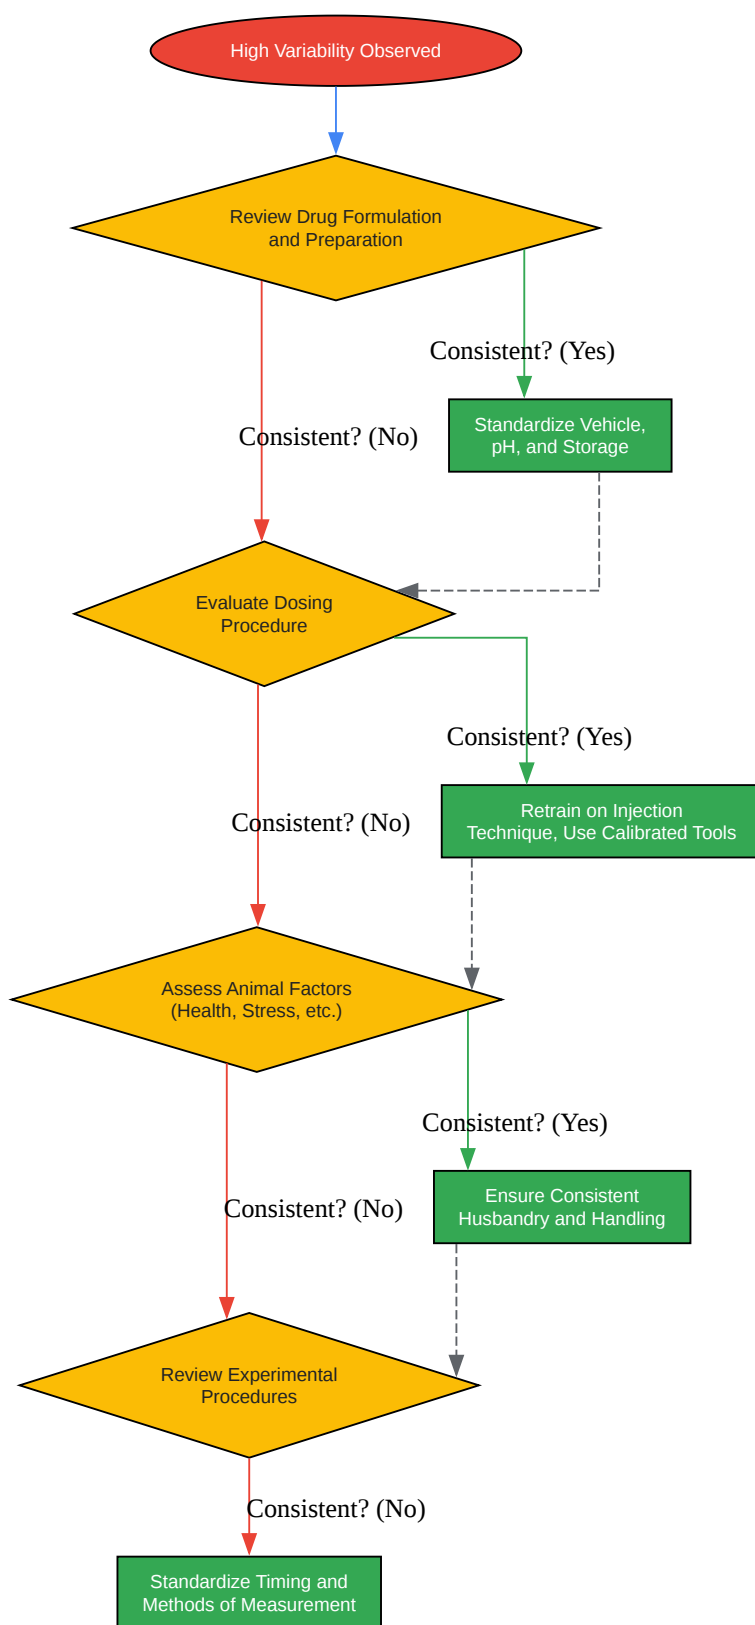 High Variability Observed
Review Drug Formulation
and Preparation
Consistent? (Yes)
Standardize Vehicle,
pH, and Storage
Consistent? (No)
Evaluate Dosing
Procedure
Consistent? (Yes)
Retrain on Injection
Technique, Use Calibrated Tools
Consistent? (No)
Assess Animal Factors
(Health, Stress, etc.)
Consistent? (Yes)
Ensure Consistent
Husbandry and Handling
Consistent? (No)
Review Experimental
Procedures
Consistent? (No)
Standardize Timing and
Methods of Measurement